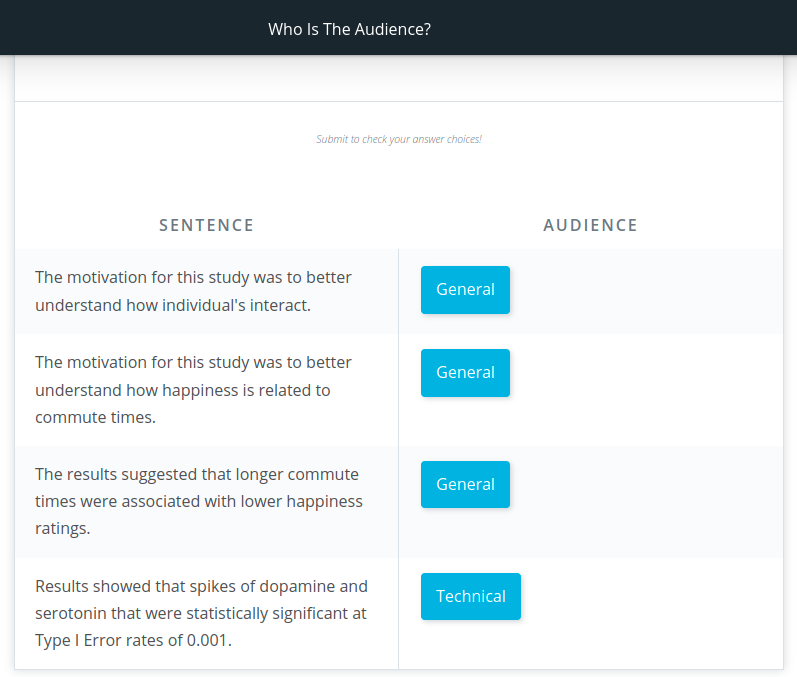 Who Is The Audience?
Submit to check your answer choices!
SENTENCE
AUDIENCE
The motivation for this study was to better
understand how individual's interact.
General
The motivation for this study was to better
understand how happiness is related to
commute times.
General
The results suggested that longer commute
times were associated with lower happiness
ratings.
General
Results showed that spikes of dopamine and
serotonin that were statistically significant at
Type I Error rates of 0.001.
Technical